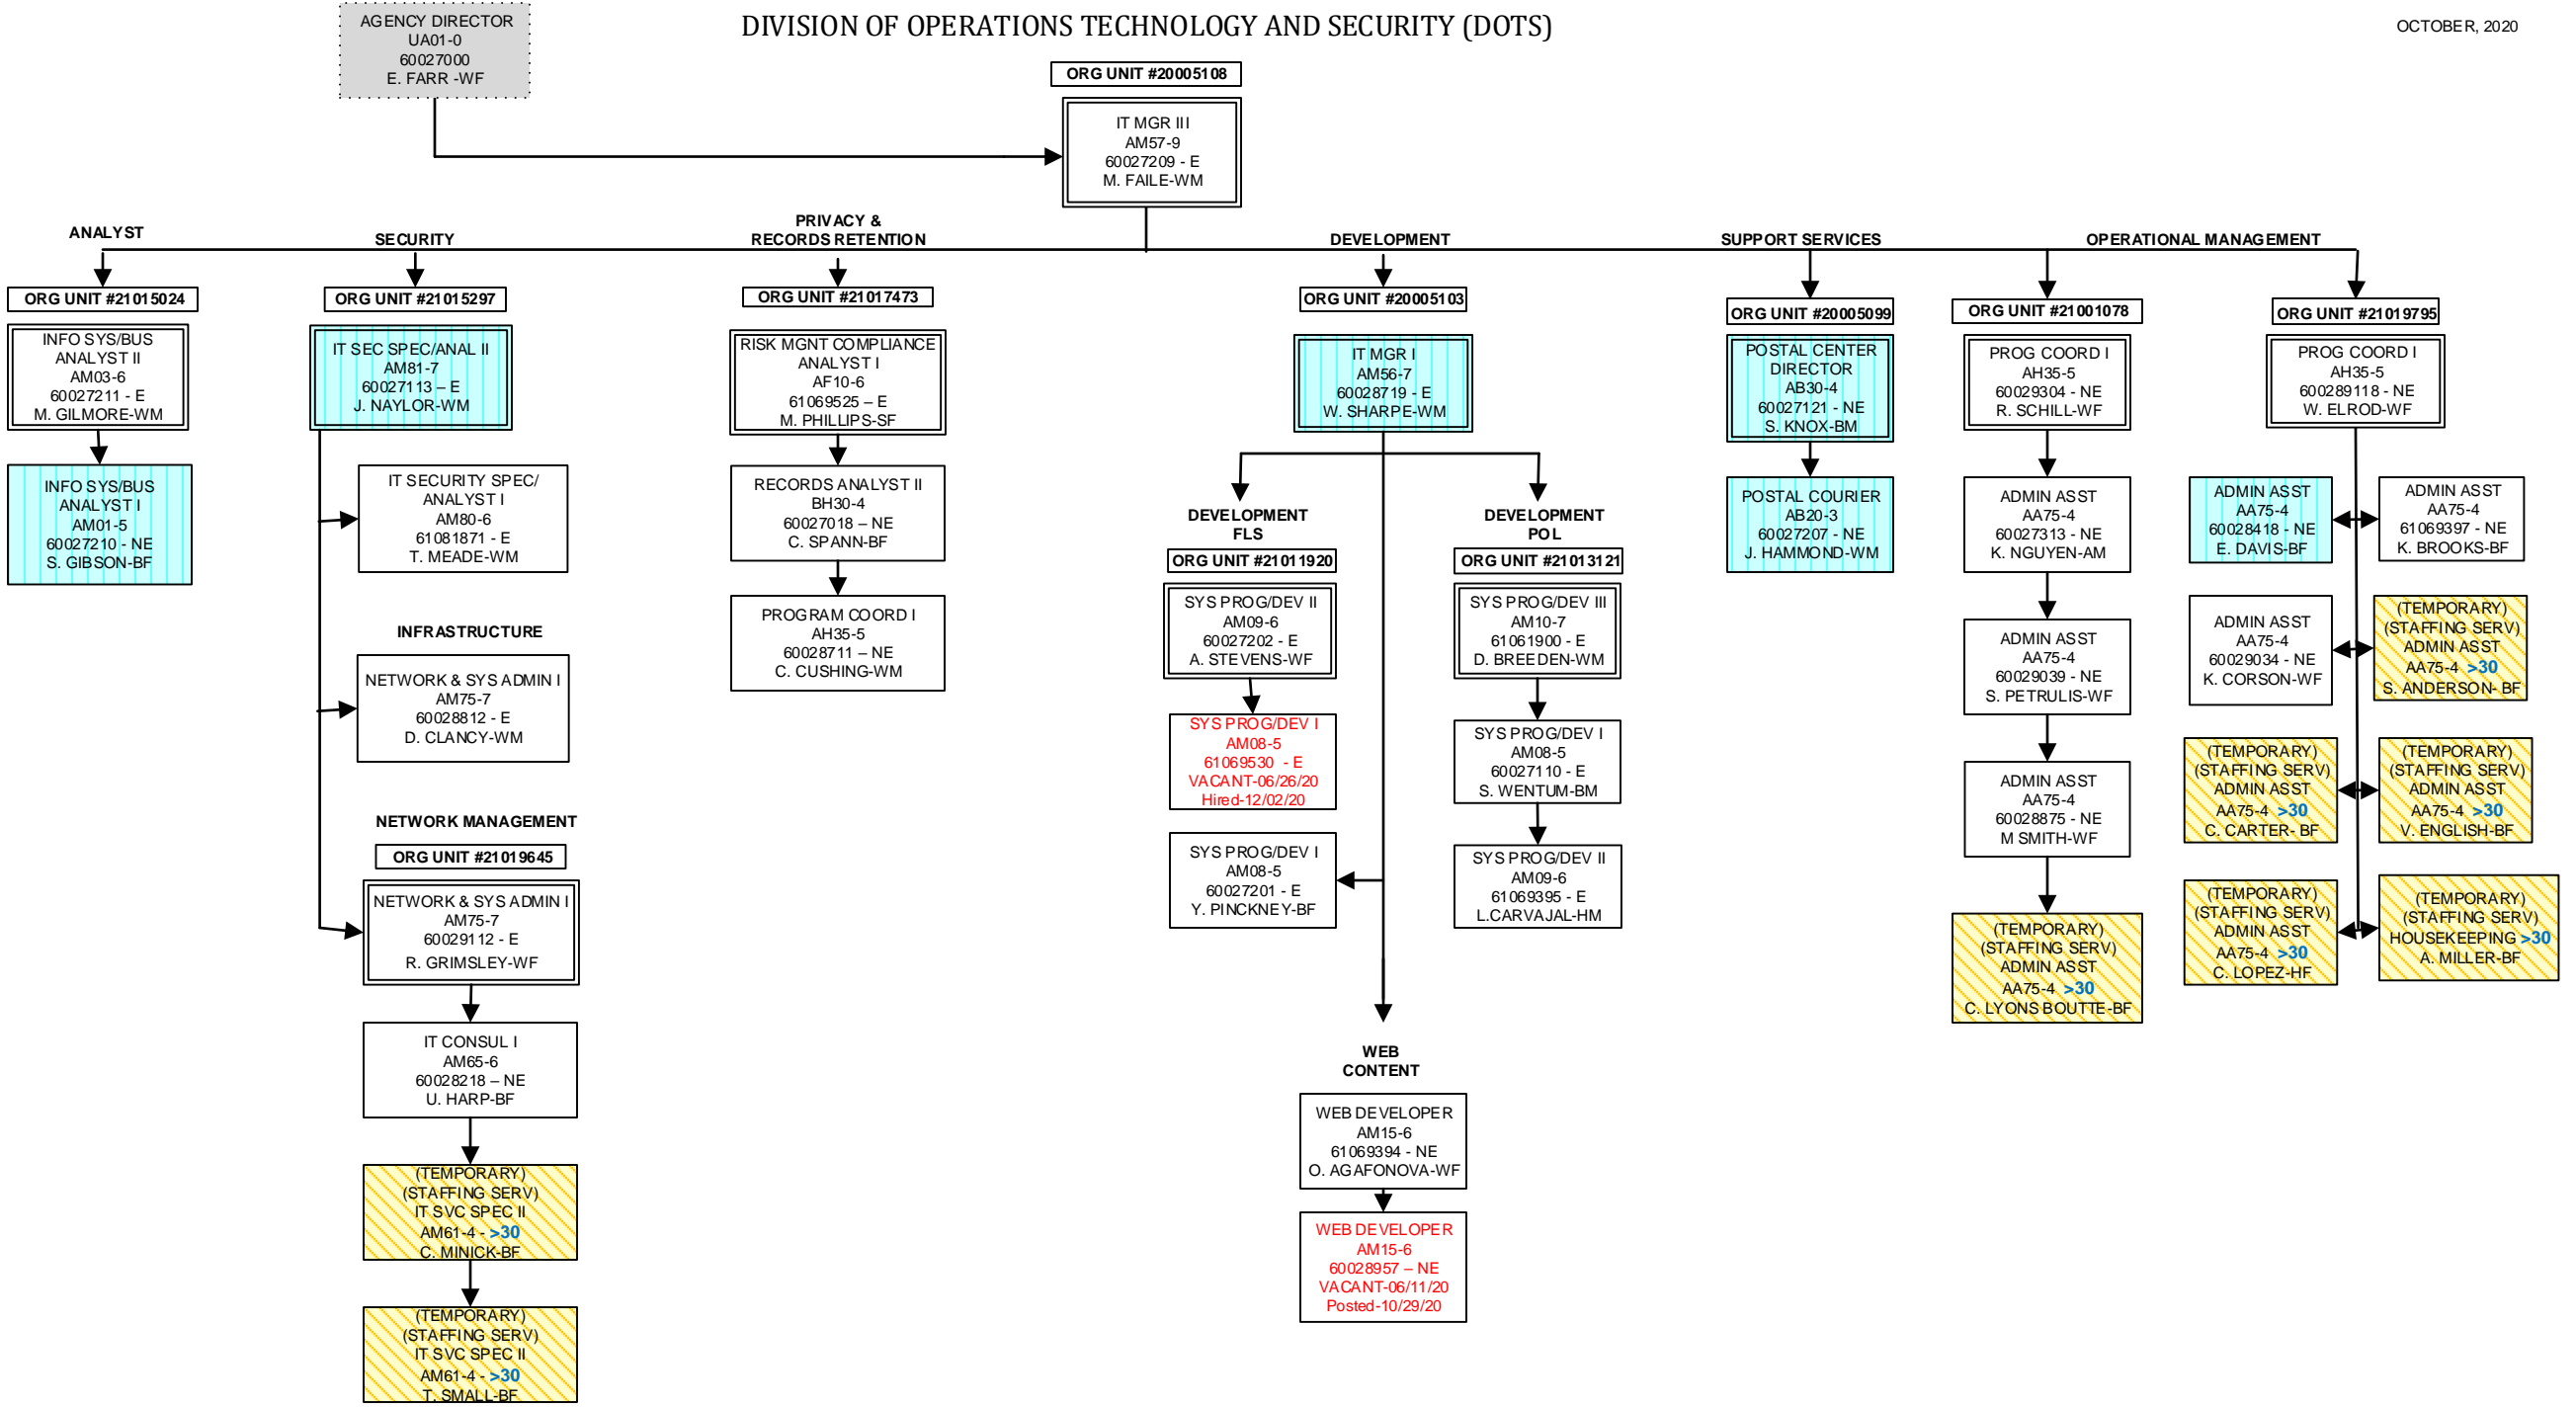 AGENCY DIRECTOR
UA01-0
60027000
E. FARR -WF
DIVISION OF OPERATIONS TECHNOLOGY AND SECURITY (DOTS)
OCTOBER, 2020
ORG UNIT #20005108
IT MGR III
AM57-9
60027209 - E
M. FAILE-WM
ANALYST
SECURITY
PRIVACY &
RECORDS RETENTION
DEVELOPMENT
SUPPORT SERVICES
OPERATIONAL MANAGEMENT
ORG UNIT #21015024
INFO SYS/BUS
ANALYST II
AM03-6
60027211 - E
M. GILMORE-WM
INFO SYS/BUS
ANALYST I
AM01-5
60027210 - NE
S. GIBSON-BF
ORG UNIT #21015297
IT SEC SPEC/ANAL II
AM81-7
60027113 – E
J. NAYLOR-WM
IT SECURITY SPEC/
ANALYST I
AM80-6
61081871 - E
T. MEADE-WM
INFRASTRUCTURE
NETWORK & SYS ADMIN I
AM75-7
60028812 - E
D. CLANCY-WM
NETWORK MANAGEMENT
ORG UNIT #21019645
NETWORK & SYS ADMIN I
AM75-7
60029112 - E
R. GRIMSLEY-WF
IT CONSUL I
AM65-6
60028218 – NE
U. HARP-BF
(TEMPORARY)
(STAFFING SERV)
IT SVC SPEC II
AM61-4 - >30
C. MINICK-BF
(TEMPORARY)
(STAFFING SERV)
IT SVC SPEC II
AM61-4 - >30
T. SMALL-BF
ORG UNIT #21017473
RISK MGNT COMPLIANCE
ANALYST I
AF10-6
61069525 – E
M. PHILLIPS-SF
RECORDS ANALYST II
BH30-4
60027018 – NE
C. SPANN-BF
PROGRAM COORD I
AH35-5
60028711 – NE
C. CUSHING-WM
ORG UNIT #20005103
IT MGR I
AM56-7
60028719 - E
W. SHARPE-WM
DEVELOPMENT
FLS
ORG UNIT #21011920
SYS PROG/DEV II
AM09-6
60027202 - E
A. STEVENS-WF
SYS PROG/DEV I
AM08-5
61069530 - E
VACANT-06/26/20
Hired-12/02/20
SYS PROG/DEV I
AM08-5
60027201 - E
Y. PINCKNEY-BF
DEVELOPMENT
POL
ORG UNIT #21013121
SYS PROG/DEV III
AM10-7
61061900 - E
D. BREEDEN-WM
SYS PROG/DEV I
AM08-5
60027110 - E
S. WENTUM-BM
SYS PROG/DEV II
AM09-6
61069395 - E
L.CARVAJAL-HM
WEB
CONTENT
WEB DEVELOPER
AM15-6
61069394 - NE
O. AGAFONOVA-WF
WEB DEVELOPER
AM15-6
60028957 – NE
VACANT-06/11/20
Posted-10/29/20
ORG UNIT #20005099
POSTAL CENTER
DIRECTOR
AB30-4
60027121 - NE
S. KNOX-BM
POSTAL COURIER
AB20-3
60027207 - NE
J. HAMMOND-WM
ORG UNIT #21001078
PROG COORD I
AH35-5
60029304 - NE
R. SCHILL-WF
ADMIN ASST
AA75-4
60027313 - NE
K. NGUYEN-AM
ADMIN ASST
AA75-4
60029039 - NE
S. PETRULIS-WF
ADMIN ASST
AA75-4
60028875 - NE
M SMITH-WF
(TEMPORARY)
(STAFFING SERV)
ADMIN ASST
AA75-4 >30
C. LYONS BOUTTE-BF
ORG UNIT #21019795
PROG COORD I
AH35-5
600289118 - NE
W. ELROD-WF
ADMIN ASST
AA75-4
60028418 - NE
E. DAVIS-BF
ADMIN ASST
AA75-4
61069397 - NE
K. BROOKS-BF
ADMIN ASST
AA75-4
60029034 - NE
K. CORSON-WF
(TEMPORARY)
(STAFFING SERV)
ADMIN ASST
AA75-4 >30
S. ANDERSON- BF
(TEMPORARY)
(STAFFING SERV)
ADMIN ASST
AA75-4 >30
C. CARTER- BF
(TEMPORARY)
(STAFFING SERV)
ADMIN ASST
AA75-4 >30
V. ENGLISH-BF
(TEMPORARY)
(STAFFING SERV)
ADMIN ASST
AA75-4 >30
C. LOPEZ-HF
(TEMPORARY)
(STAFFING SERV)
HOUSEKEEPING >30
A. MILLER-BF